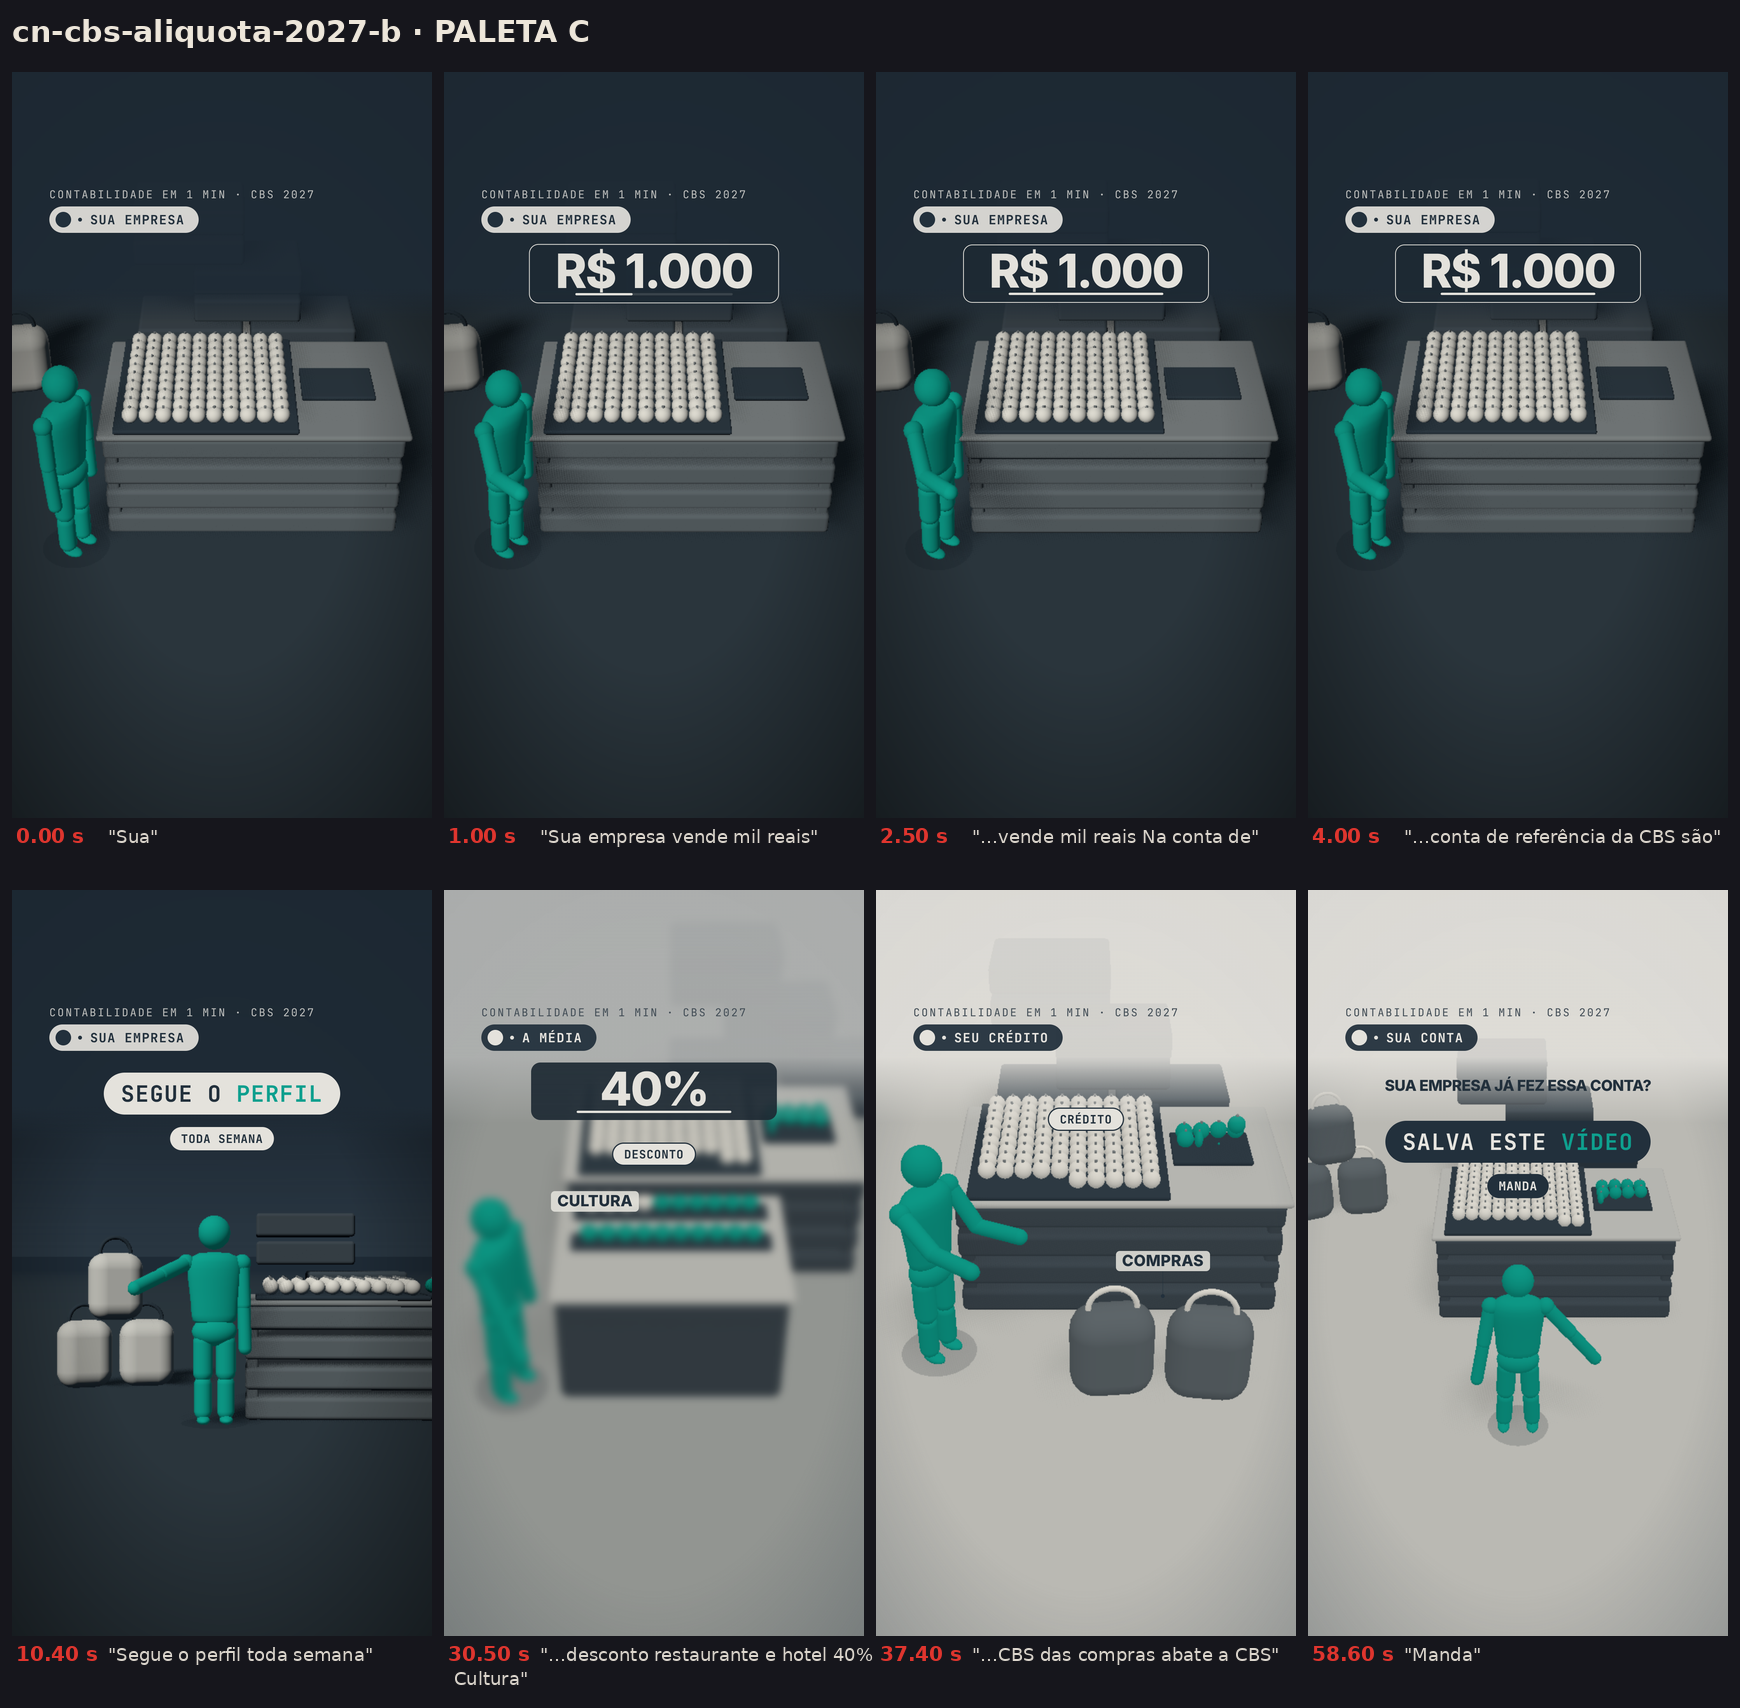 cn-cbs-aliquota-2027-b · PALETA C
CONTABILIDADE EM 1 MIN · CBS 2027
• SUA EMPRESA
0.00 s "Sua"
CONTABILIDADE EM 1 MIN · CBS 2027
• SUA EMPRESA
R$ 1.000
1.00 s "Sua empresa vende mil reais"
CONTABILIDADE EM 1 MIN · CBS 2027
• SUA EMPRESA
R$ 1.000
2.50 s "...vende mil reais Na conta de"
CONTABILIDADE EM 1 MIN · CBS 2027
• SUA EMPRESA
R$ 1.000
4.00 s "...conta de referência da CBS são"
CONTABILIDADE EM 1 MIN · CBS 2027
• SUA EMPRESA
SEGUE O PERFIL
TODA SEMANA
10.40 s "Segue o perfil toda semana"
CONTABILIDADE EM 1 MIN · CBS 2027
• A MÉDIA
40%
DESCONTO
CULTURA
30.50 s "...desconto restaurante e hotel 40%
Cultura"
CONTABILIDADE EM 1 MIN · CBS 2027
• SEU CRÉDITO
CRÉDITO
COMPRAS
37.40 s "...CBS das compras abate a CBS"
CONTABILIDADE EM 1 MIN · CBS 2027
• SUA CONTA
SUA EMPRESA JÁ FEZ ESSA CONTA?
SALVA ESTE VÍDEO
MANDA
58.60 s "Manda"